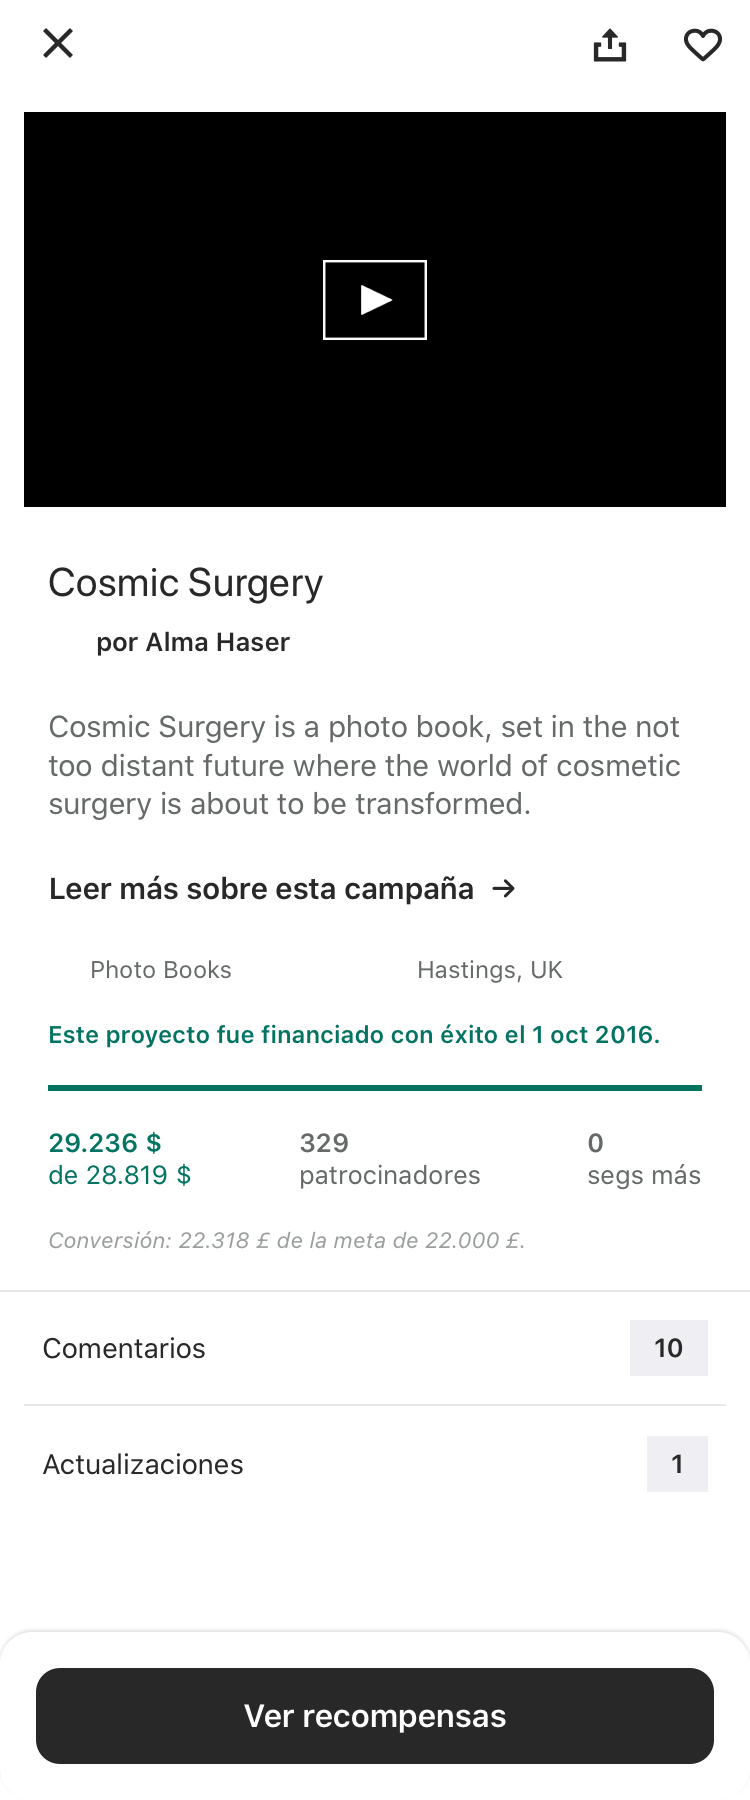 Cosmic Surgery
por Alma Haser
Cosmic Surgery is a photo book, set in the not
too distant future where the world of cosmetic
surgery is about to be transformed.
Leer más sobre esta campaña →
Photo Books
Hastings, UK
Este proyecto fue financiado con éxito el 1 oct 2016.
29.236 $
de 28.819 $
329
patrocinadores
0
segs más
Conversión: 22.318 £ de la meta de 22.000 £.
Comentarios
10
Actualizaciones
1
Ver recompensas